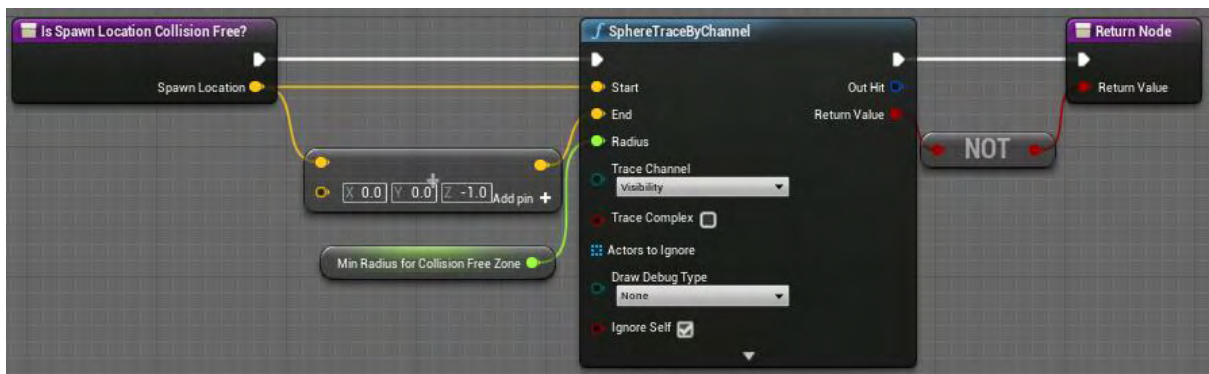 Is Spawn Location Collision Free?
Spawn Location
X 0.0 Y 0.0 Z -1.0 Add pin +
Min Radius for Collision Free Zone
f SphereTraceByChannel
Start
Out Hit
End
Return Value
Radius
Trace Channel
Visibility
Trace Complex
Actors to Ignore
Draw Debug Type
None
Ignore Self
NOT
Return Node
Return Value